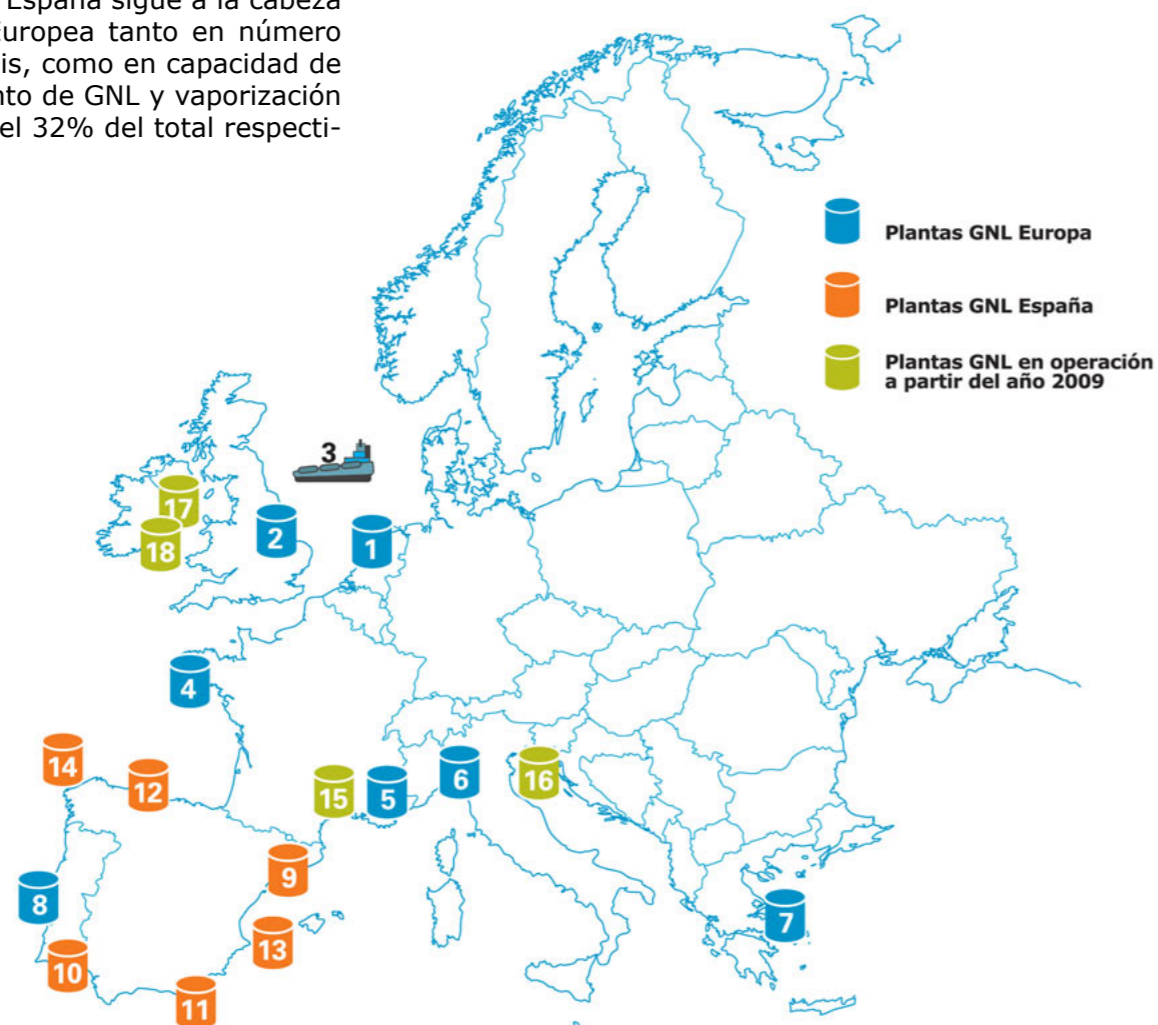 España sigue a la cabeza
Europea tanto en número
is, como en capacidad de
nto de GNL y vaporización
el 32% del total respecti-
Plantas GNL Europa
Plantas GNL España
Plantas GNL en operación
a partir del año 2009
3
17
2
1
18
4
14
12
15
5
6
16
9
8
7
13
10
11